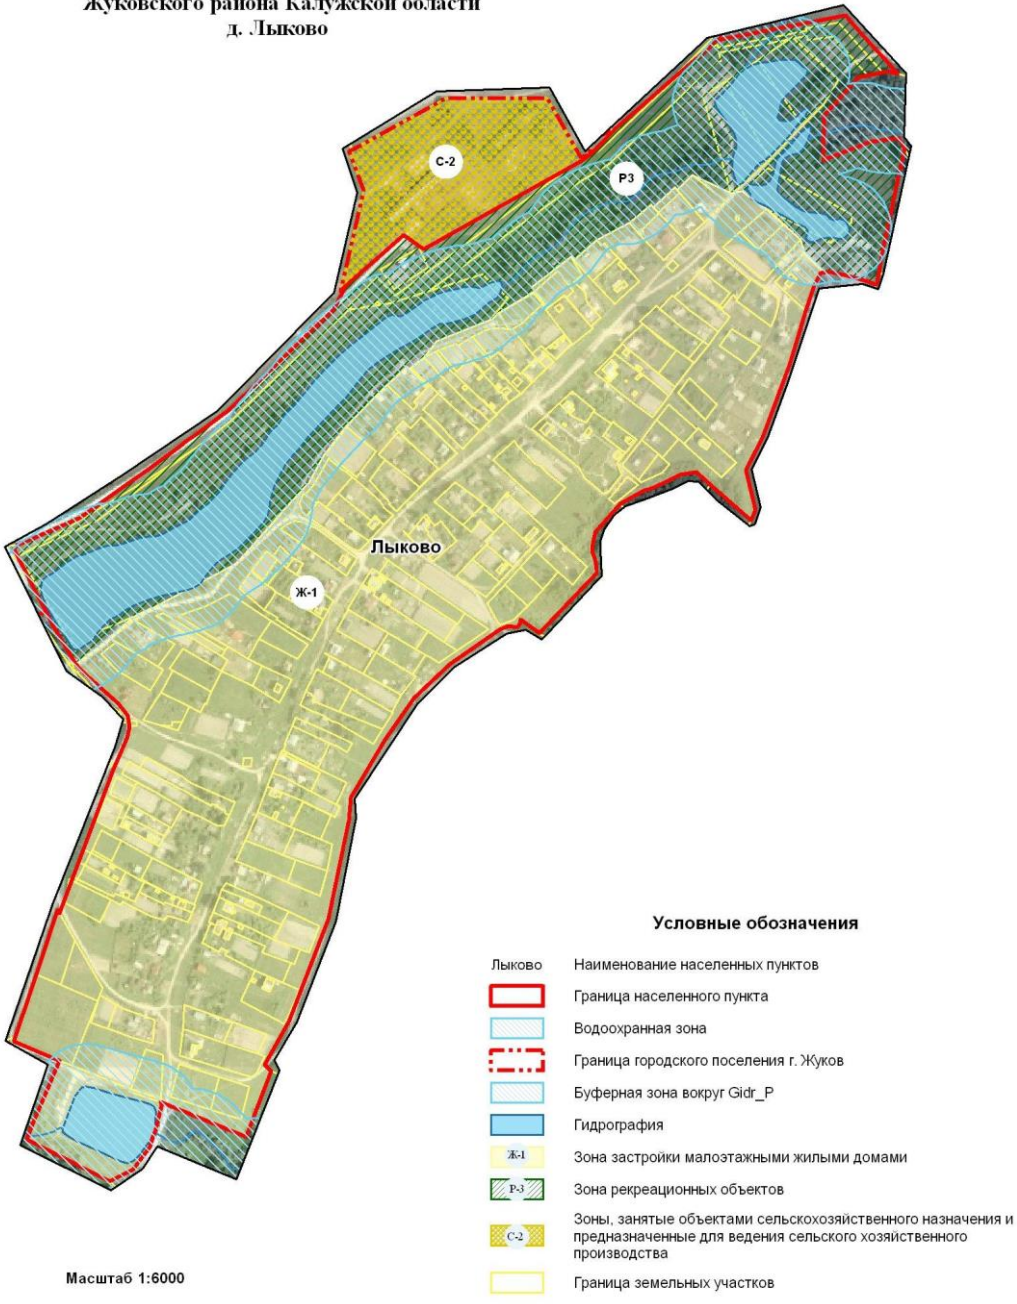 Жуковского района Калужской области
д. Лыково
С-2
Р3
Лыково
Ж-1
Условные обозначения
Лыково Наименование населенных пунктов
Граница населенного пункта
Водоохранная зона
Граница городского поселения г. Жуков
Буферная зона вокруг Gidr_P
Гидрография
Ж-1 Зона застройки малоэтажными жилыми домами
Р-3 Зона рекреационных объектов
Зоны, занятые объектами сельскохозяйственного назначения и
С-2 предназначенные для ведения сельского хозяйственного
производства
Граница земельных участков
Масштаб 1:6000